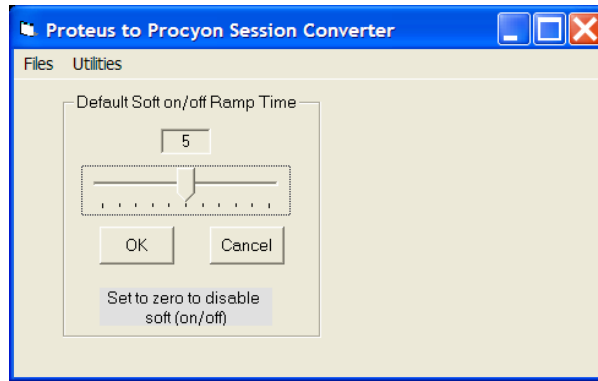 Proteus to Procyon Session Converter
Files Utilities
Default Soft on/off Ramp Time
5
OK Cancel
Set to zero to disable
soft (on/off)